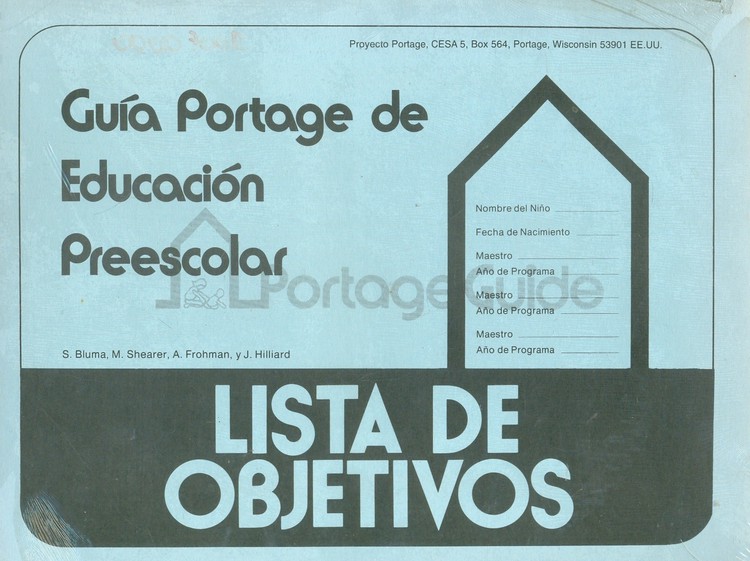 Proyecto Portage, CESA 5, Box 564, Portage, Wisconsin 53901 EE.UU.
Guía Portage de
Educación
Preescolar
Nombre del Niño
Fecha de Nacimiento
Maestro
Año de Programa
Maestro
Año de Programa
Maestro
Año de Programa
PortageGuide
S. Bluma, M. Shearer, A. Frohman, y J. Hilliard
LISTA DE
OBJETIVOS